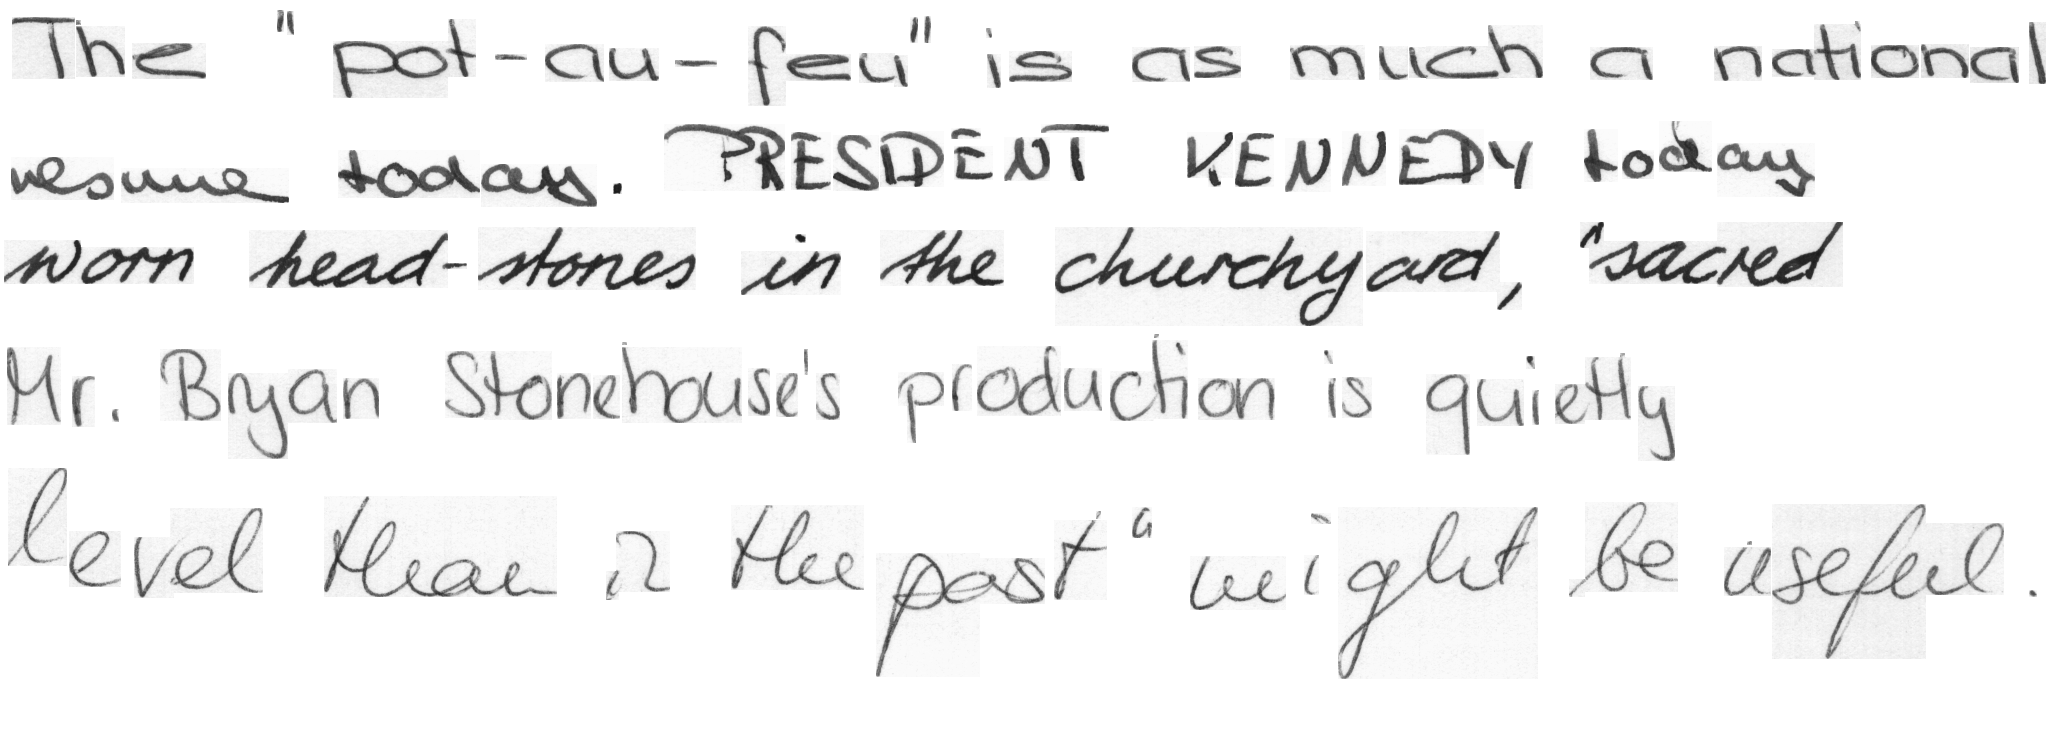 The "pot-au-feu" is as much a national
resume today. PRESIDENT KENNEDY today
worn head-stones in the churchyard, "sacred
Mr. Bryan Stonehouse's production is quietly
level than in the past" might be useful.